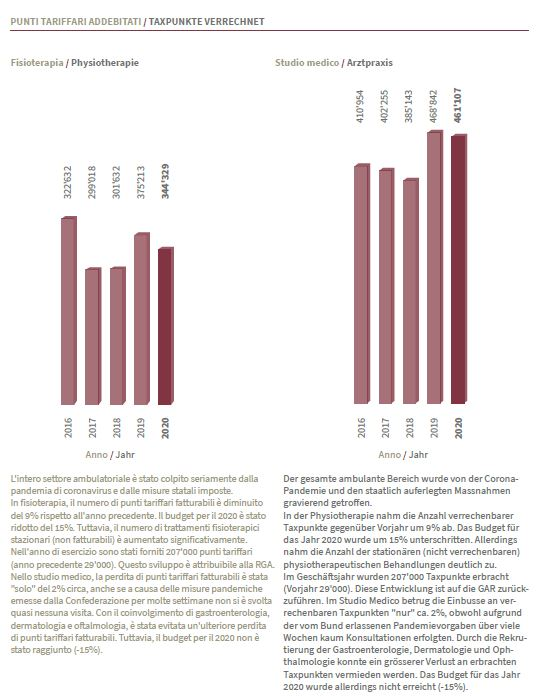 PUNTI TARIFFARI ADDEBITATI / TAXPUNKTE VERRECHNET
Fisioterapia / Physiotherapie
322'632
299'018
301'632
375'213
344'329
2016
2017
2018
2019
2020
Anno / Jahr
Studio medico / Arztpraxis
410'954
402'255
385'143
468'842
461'107
2016
2017
2018
2019
2020
Anno / Jahr
L'intero settore ambulatoriale è stato colpito seriamente dalla
pandemia di coronavirus e dalle misure statali imposte.
In fisioterapia, il numero di punti tariffari fatturabili è diminuito
del 9% rispetto all'anno precedente. Il budget per il 2020 è stato
ridotto del 15%. Tuttavia, il numero di trattamenti fisioterapici
stazionari (non fatturabili) è aumentato significativamente.
Nell'anno di esercizio sono stati forniti 207'000 punti tariffari
(anno precedente 29'000). Questo sviluppo è attribuibile alla RGA.
Nello studio medico, la perdita di punti tariffari fatturabili è stata
"solo" del 2% circa, anche se a causa delle misure pandemiche
emesse dalla Confederazione per molte settimane non si è svolta
quasi nessuna visita. Con il coinvolgimento di gastroenterologia,
dermatologia e oftalmologia, è stata evitata un'ulteriore perdita
di punti tariffari fatturabili. Tuttavia, il budget per il 2020 non è
stato raggiunto (-15%).
Der gesamte ambulante Bereich wurde von der Corona-
Pandemie und den staatlich auferlegten Massnahmen
gravierend getroffen.
In der Physiotherapie nahm die Anzahl verrechenbarer
Taxpunkte gegenüber Vorjahr um 9% ab. Das Budget für
das Jahr 2020 wurde um 15% unterschritten. Allerdings
nahm die Anzahl der stationären (nicht verrechenbaren)
physiotherapeutischen Behandlungen deutlich zu.
Im Geschäftsjahr wurden 207'000 Taxpunkte erbracht
(Vorjahr 29'000). Diese Entwicklung ist auf die GAR zurück-
zuführen. Im Studio Medico betrug die Einbusse an ver-
rechenbaren Taxpunkten "nur" ca. 2%, obwohl aufgrund
der vom Bund erlassenen Pandemievorgaben über viele
Wochen kaum Konsultationen erfolgten. Durch die Rekru-
tierung der Gastroenterologie, Dermatologie und Oph-
thalmologie konnte ein grösserer Verlust an erbrachten
Taxpunkten vermieden werden. Das Budget für das Jahr
2020 wurde allerdings nicht erreicht (-15%).